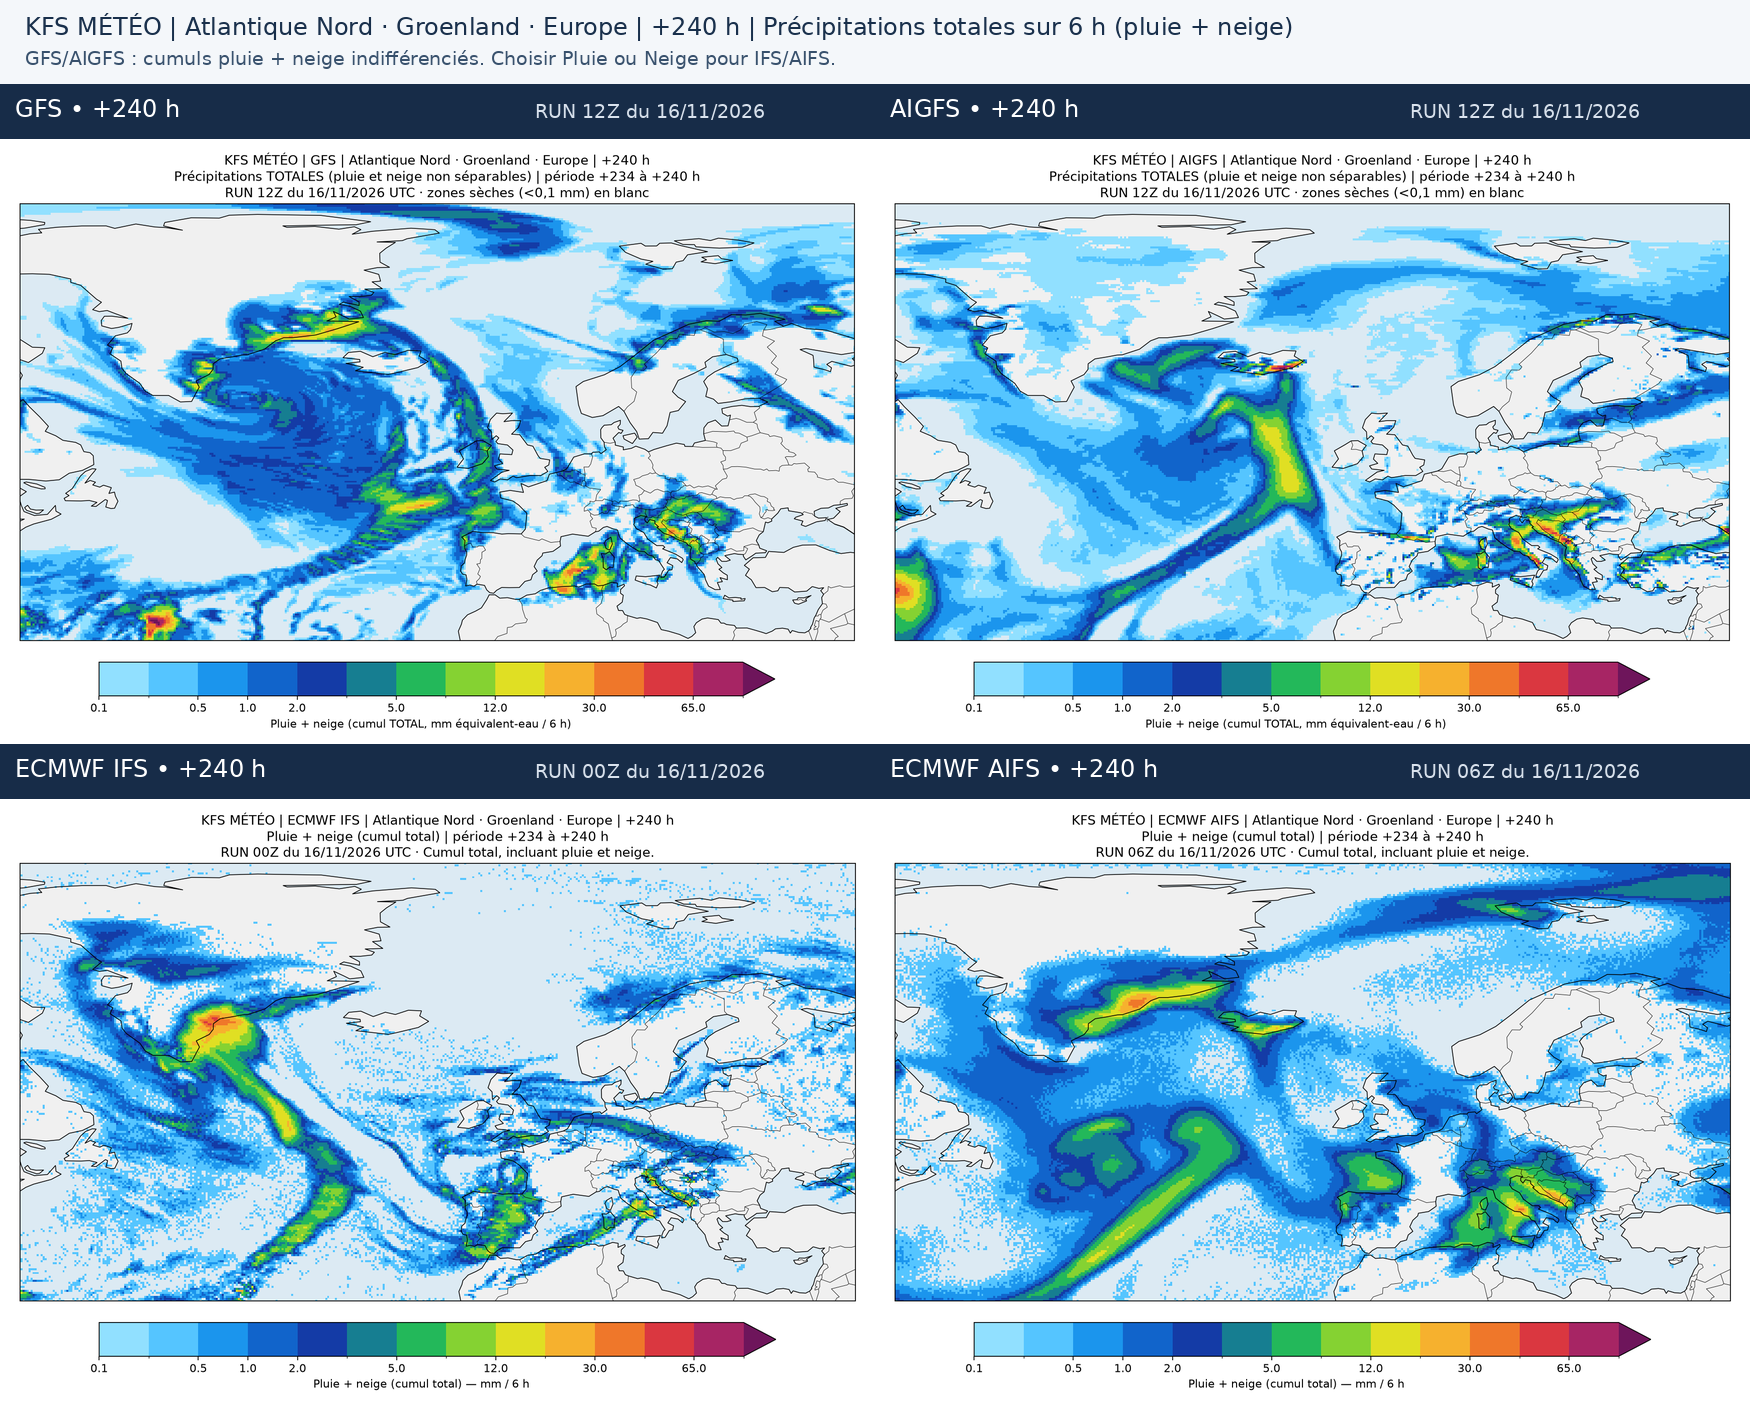 KFS MÉTÉO | Atlantique Nord · Groenland · Europe | +240 h | Précipitations totales sur 6 h (pluie + neige)
GFS/AIGFS : cumuls pluie + neige indifférenciés. Choisir Pluie ou Neige pour IFS/AIFS.
GFS • +240 h RUN 12Z du 16/11/2026
AIGFS • +240 h RUN 12Z du 16/11/2026
KFS MÉTÉO | GFS | Atlantique Nord · Groenland · Europe | +240 h
Précipitations TOTALES (pluie et neige non séparables) | période +234 à +240 h
RUN 12Z du 16/11/2026 UTC · zones sèches (<0,1 mm) en blanc
KFS MÉTÉO | AIGFS | Atlantique Nord · Groenland · Europe | +240 h
Précipitations TOTALES (pluie et neige non séparables) | période +234 à +240 h
RUN 12Z du 16/11/2026 UTC · zones sèches (<0,1 mm) en blanc
0.1 0.5 1.0 2.0 5.0 12.0 30.0 65.0
Pluie + neige (cumul TOTAL, mm équivalent-eau / 6 h)
0.1 0.5 1.0 2.0 5.0 12.0 30.0 65.0
Pluie + neige (cumul TOTAL, mm équivalent-eau / 6 h)
ECMWF IFS • +240 h RUN 00Z du 16/11/2026
ECMWF AIFS • +240 h RUN 06Z du 16/11/2026
KFS MÉTÉO | ECMWF IFS | Atlantique Nord · Groenland · Europe | +240 h
Pluie + neige (cumul total) | période +234 à +240 h
RUN 00Z du 16/11/2026 UTC · Cumul total, incluant pluie et neige.
KFS MÉTÉO | ECMWF AIFS | Atlantique Nord · Groenland · Europe | +240 h
Pluie + neige (cumul total) | période +234 à +240 h
RUN 06Z du 16/11/2026 UTC · Cumul total, incluant pluie et neige.
0.1 0.5 1.0 2.0 5.0 12.0 30.0 65.0
Pluie + neige (cumul total) — mm / 6 h
0.1 0.5 1.0 2.0 5.0 12.0 30.0 65.0
Pluie + neige (cumul total) — mm / 6 h